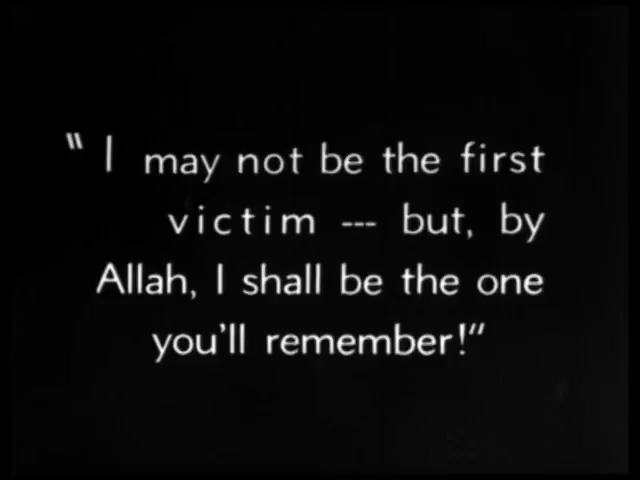 "I may not be the first
victim --- but, by
Allah, I shall be the one
you'll remember!"